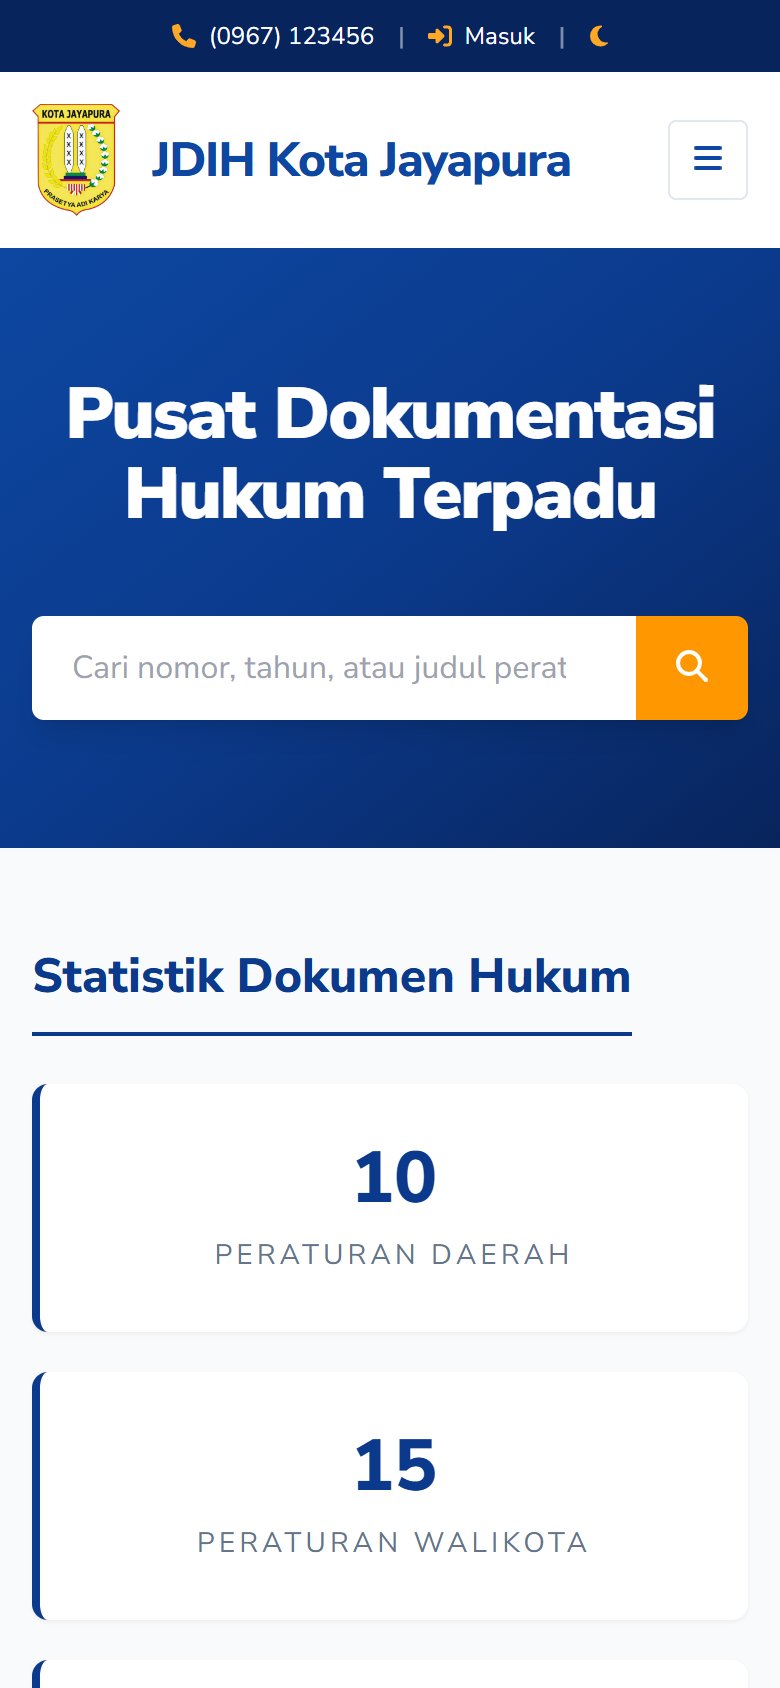 (0967) 123456 | Masuk |
KOTA JAYAPURA
PRASETYA ADI KARYA
JDIH Kota Jayapura
Pusat Dokumentasi
Hukum Terpadu
Cari nomor, tahun, atau judul perat
Statistik Dokumen Hukum
10
PERATURAN DAERAH
15
PERATURAN WALIKOTA